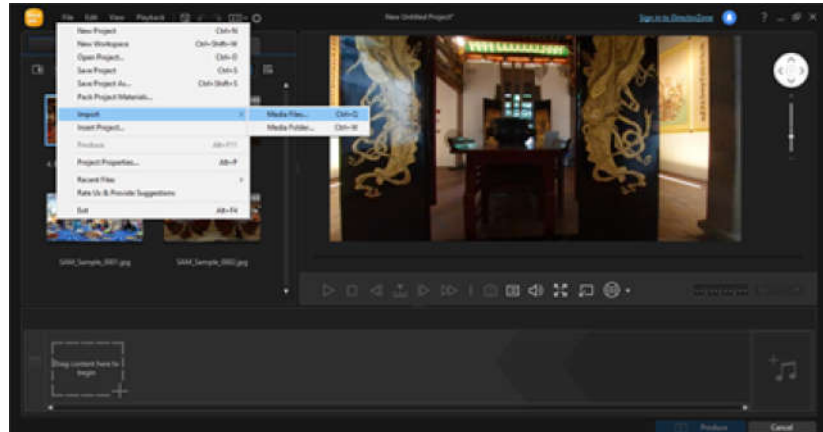 File Edit View Playback
New Untitled Project*
Sign in to DirectorZone
New Project Ctrl+N
New Workspace Ctrl+Shift+W
Open Project... Ctrl+O
Save Project Ctrl+S
Save Project As... Ctrl+Shift+S
Pack Project Materials...
Import
Media Files... Ctrl+Q
Insert Project...
Media Folder... Ctrl+W
Produce Alt+F11
Project Properties... Alt+P
Recent Files
Rate Us & Provide Suggestions
Exit Alt+F4
SAM_Sample_0001.jpg
SAM_Sample_0002.jpg
Drag content here to
begin
Produce
Cancel